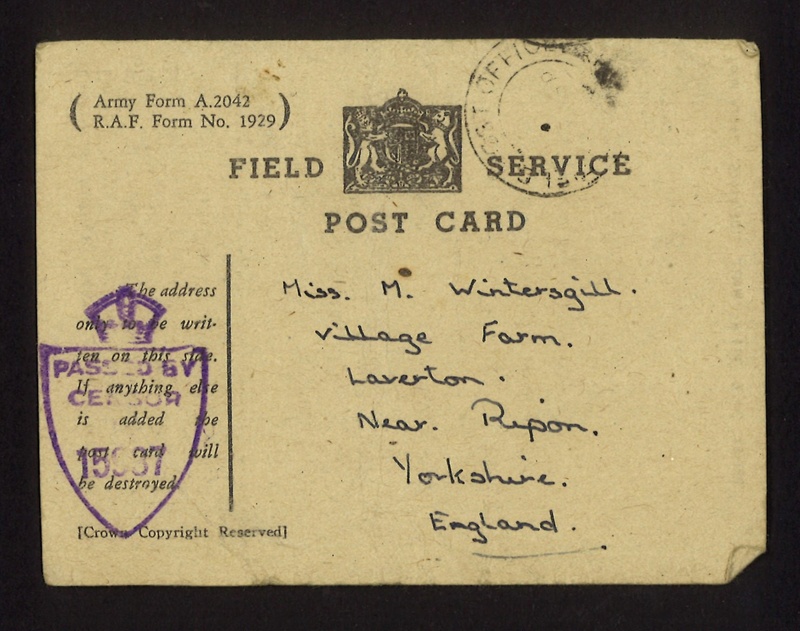 ( Army Form A.2042
R.A.F. Form No. 1929 )
FIELD SERVICE
POST CARD
The address
only to be writ-
ten on this side.
If anything else
is added the
post card will
be destroyed.
[Crown Copyright Reserved]
PASSED BY
CENSOR
Miss. M. Wintersgill.
Village Farm.
Laverton.
Near. Ripon.
Yorkshire.
England.